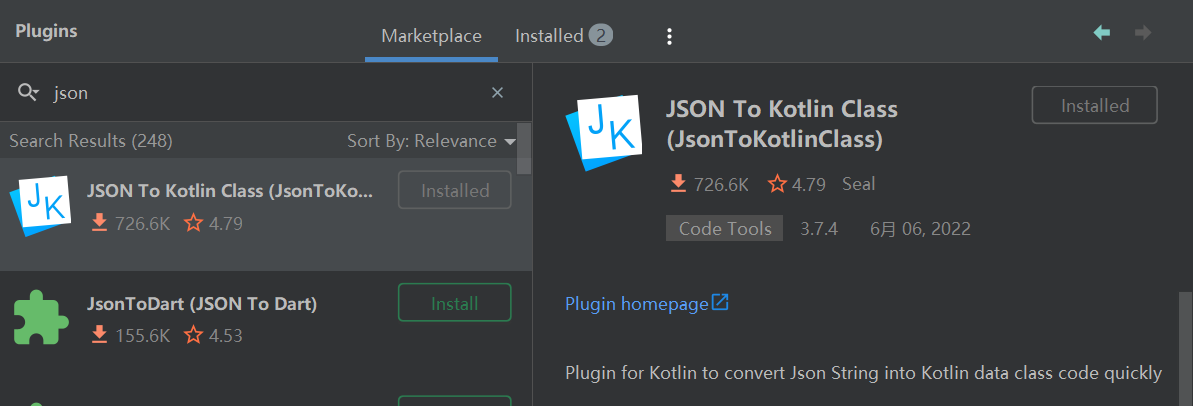 Plugins
Marketplace Installed 2
json
Search Results (248) Sort By: Relevance
JSON To Kotlin Class (JsonToKo... Installed
726.6K 4.79
JsonToDart (JSON To Dart) Install
155.6K 4.53
JK
JSON To Kotlin Class
(JsonToKotlinClass)
Installed
726.6K 4.79 Seal
Code Tools 3.7.4 6月 06, 2022
Plugin homepage
Plugin for Kotlin to convert Json String into Kotlin data class code quickly